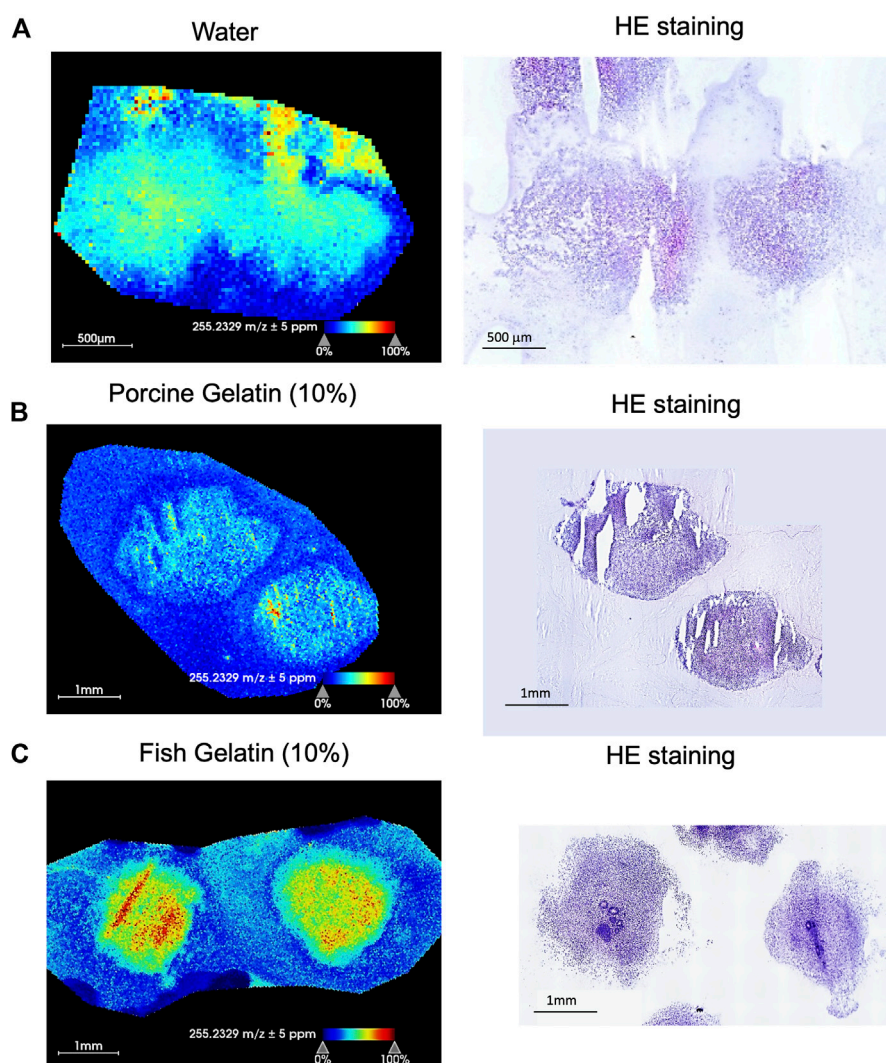 A
Water
HE staining
255.2329 m/z ± 5 ppm
500µm
0%
100%
500 µm
B
Porcine Gelatin (10%)
HE staining
255.2329 m/z ± 5 ppm
1mm
0%
100%
1mm
C
Fish Gelatin (10%)
HE staining
255.2329 m/z ± 5 ppm
1mm
0%
100%
1mm